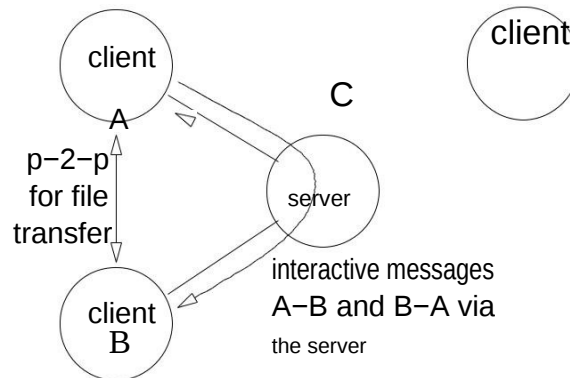 client
A
client
C
p−2−p
for file
transfer
server
interactive messages
A−B and B−A via
the server
client
B